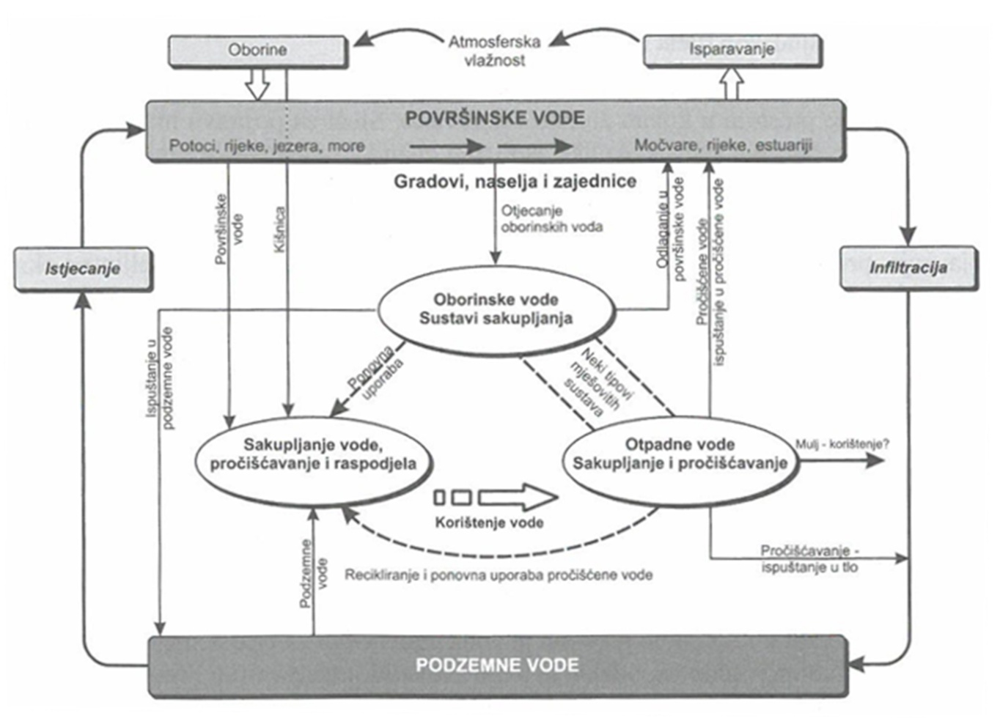 Oborine
Atmosferska
vlažnost
Isparavanje
POVRŠINSKE VODE
Potoci, rijeke, jezera, more
Močvare, rijeke, estuariji
Gradovi, naselja i zajednice
Površinske
vode
Kišnica
Otjecanje
oborinskih voda
Odlaganje u
površinske vode
Pročišćene vode
ispuštanje u pročišćene vode
Istjecanje
Infiltracija
Oborinske vode
Sustavi sakupljanja
Ispuštanje u
podzemne vode
Ponovna
uporaba
Neki tipovi
mješovitih
sustava
Sakupljanje vode,
pročišćavanje i raspodjela
Otpadne vode
Sakupljanje i pročišćavanje
Mulj - korištenje?
Korištenje vode
Podzemne
vode
Recikliranje i ponovna uporaba pročišćene vode
Pročišćavanje -
ispuštanje u tlo
PODZEMNE VODE